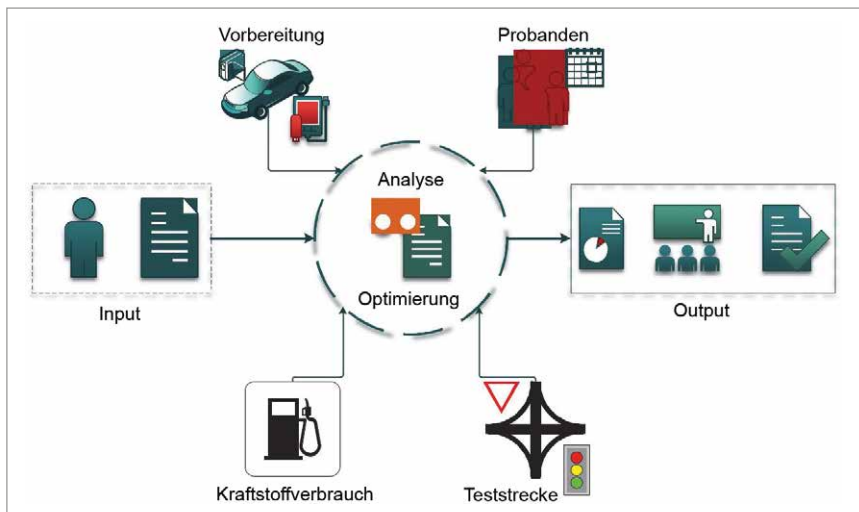 Vorbereitung
Probanden
Analyse
Optimierung
Input
Output
Kraftstoffverbrauch
Teststrecke